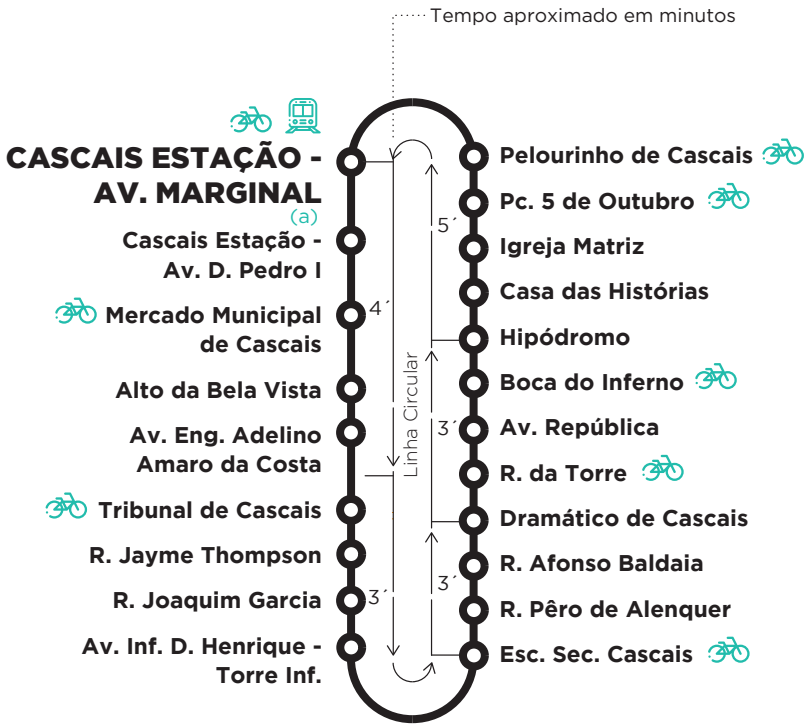 Tempo aproximado em minutos
CASCAIS ESTAÇÃO -
AV. MARGINAL
(a)
Cascais Estação -
Av. D. Pedro I
Mercado Municipal
de Cascais
Alto da Bela Vista
Av. Eng. Adelino
Amaro da Costa
Tribunal de Cascais
R. Jayme Thompson
R. Joaquim Garcia
Av. Inf. D. Henrique -
Torre Inf.
4´
3´
Linha Circular
5´
3´
3´
Pelourinho de Cascais
Pc. 5 de Outubro
Igreja Matriz
Casa das Histórias
Hipódromo
Boca do Inferno
Av. República
R. da Torre
Dramático de Cascais
R. Afonso Baldaia
R. Pêro de Alenquer
Esc. Sec. Cascais